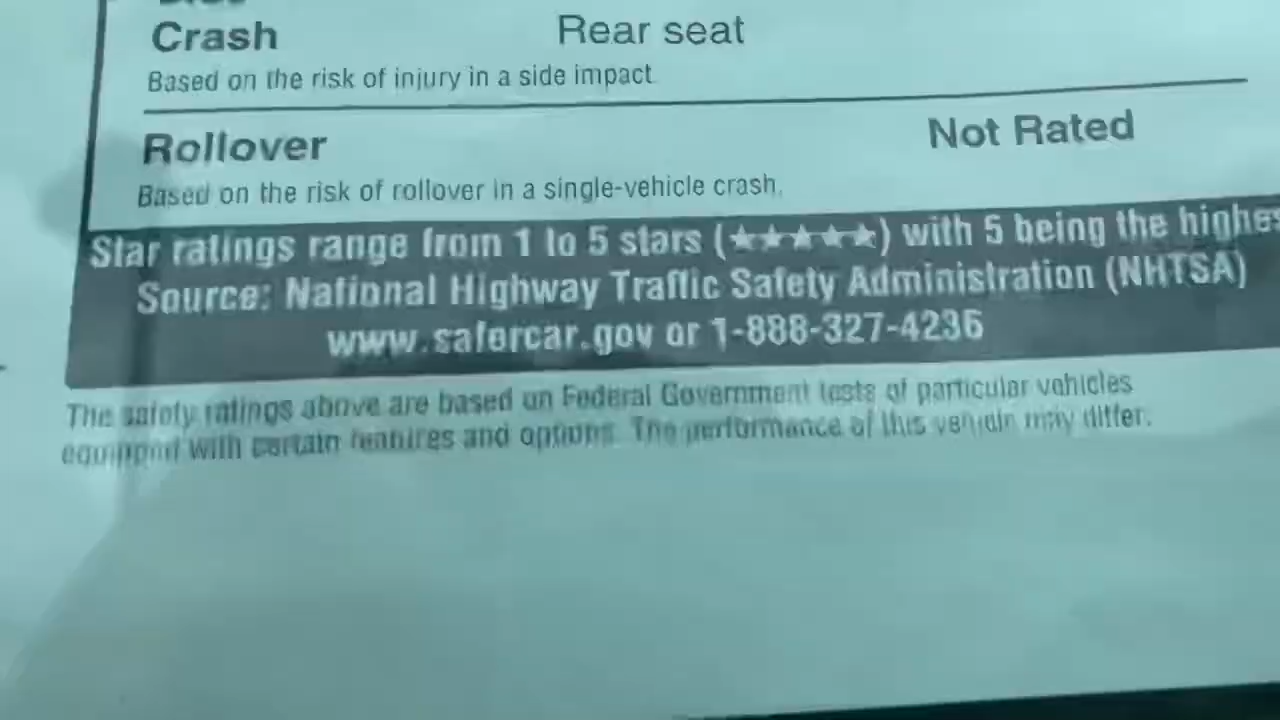 Crash
Rear seat
Based on the risk of injury in a side impact
Rollover
Not Rated
Based on the risk of rollover in a single-vehicle crash.
Star ratings range from 1 to 5 stars (★★★★★) with 5 being the highes
Source: National Highway Traffic Safety Administration (NHTSA)
www.safercar.gov or 1-888-327-4236
The safety ratings above are based on Federal Government tests of particular vehicles
equipped with certain features and options. The performance of this vehicle may differ.